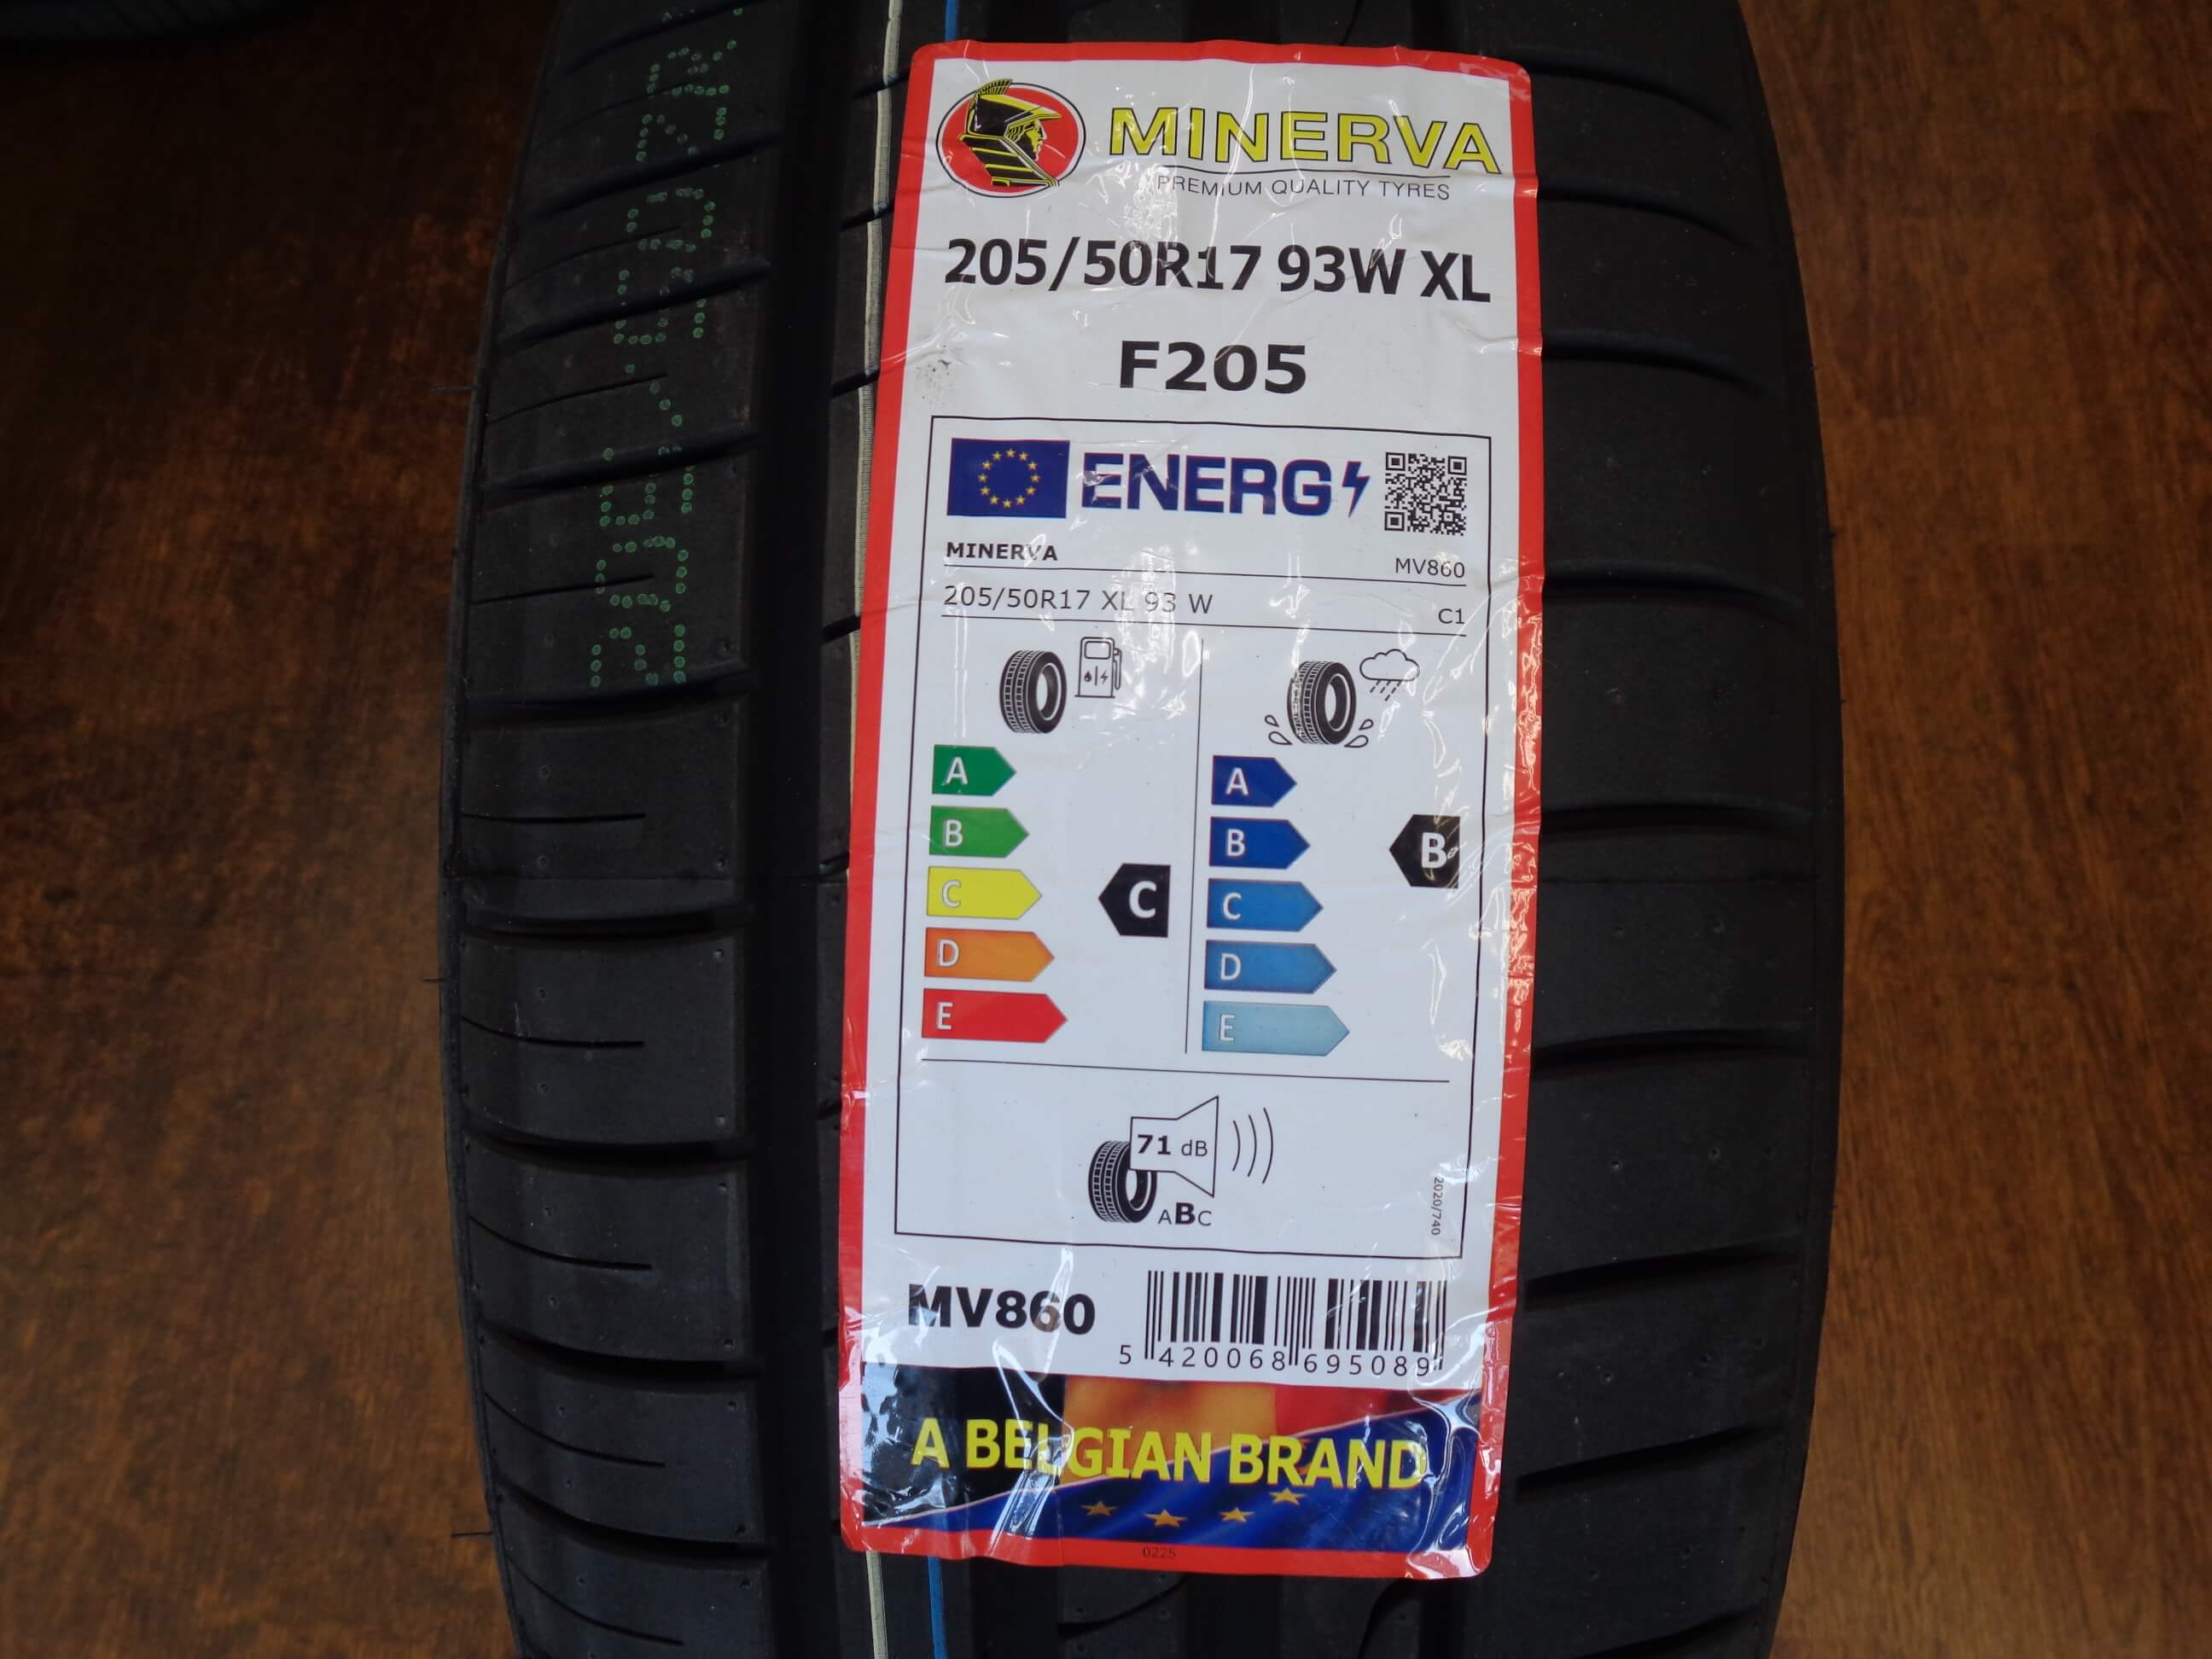 MINERVA
PREMIUM QUALITY TYRES
205/50R17 93W XL
F205
ENERG
MINERVA
MV860
205/50R17 XL 93 W
C1
A
B
C
D
E
C
A
B
C
D
E
B
71 dB
ABC
2020/740
MV860
5 420068 695089
A BELGIAN BRAND
0225